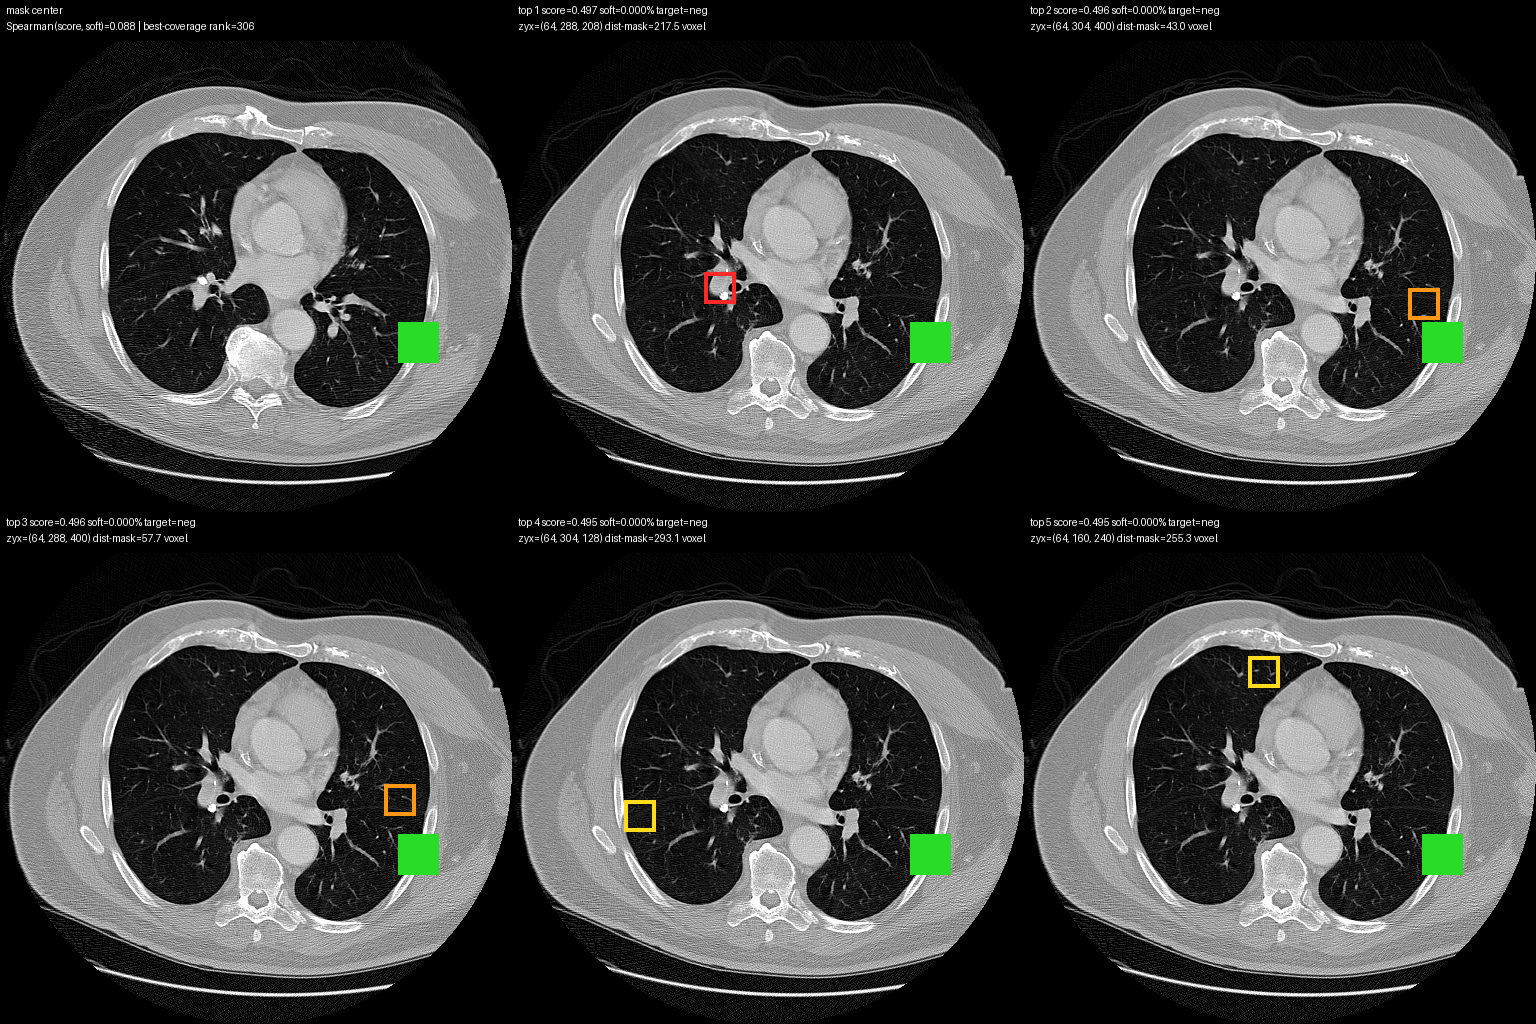 mask center
Spearman(score, soft)=0.088 | best-coverage rank=306
top 1 score=0.497 soft=0.000% target=neg
zyx=(64, 288, 208) dist-mask=217.5 voxel
top 2 score=0.496 soft=0.000% target=neg
zyx=(64, 304, 400) dist-mask=43.0 voxel
top 3 score=0.496 soft=0.000% target=neg
zyx=(64, 288, 400) dist-mask=57.7 voxel
top 4 score=0.495 soft=0.000% target=neg
zyx=(64, 304, 128) dist-mask=293.1 voxel
top 5 score=0.495 soft=0.000% target=neg
zyx=(64, 160, 240) dist-mask=255.3 voxel